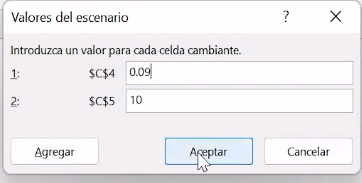 Valores del escenario ? X
Introduzca un valor para cada celda cambiante.
1: $C$4 0.09
2: $C$5 10
Agregar Aceptar Cancelar